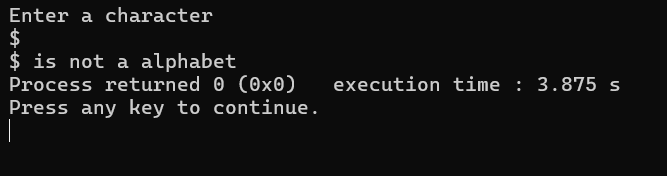 Enter a character
$
$ is not a alphabet
Process returned 0 (0x0)   execution time : 3.875 s
Press any key to continue.